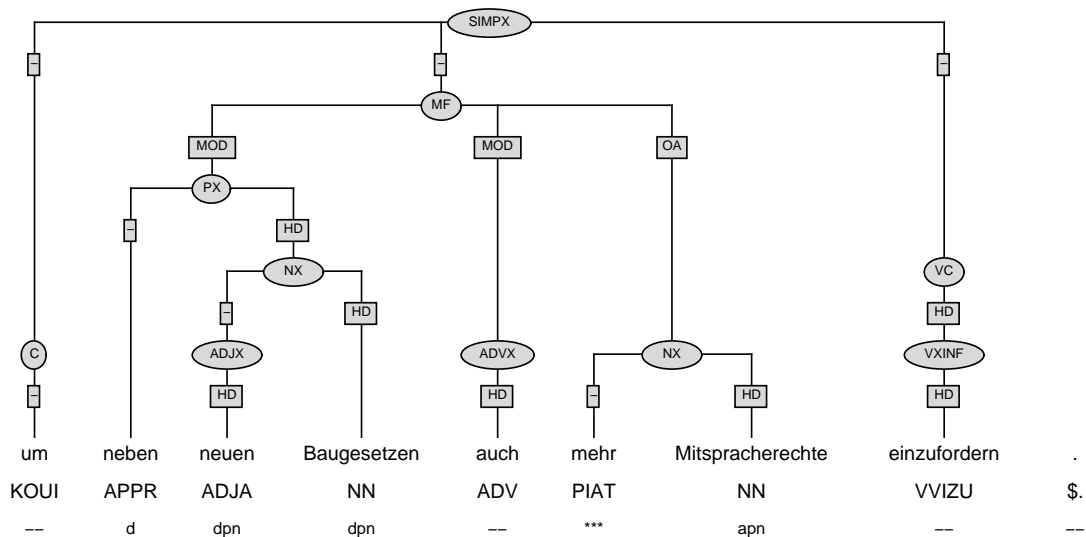 SIMPX
– – –
MF
MOD MOD OA
PX
– HD
NX VC
– HD HD
C ADJX ADVX NX VXINF
– HD HD – HD HD
um neben neuen Baugesetzen auch mehr Mitspracherechte einzufordern .
KOUI APPR ADJA NN ADV PIAT NN VVIZU $.
–– d dpn dpn –– *** apn –– ––